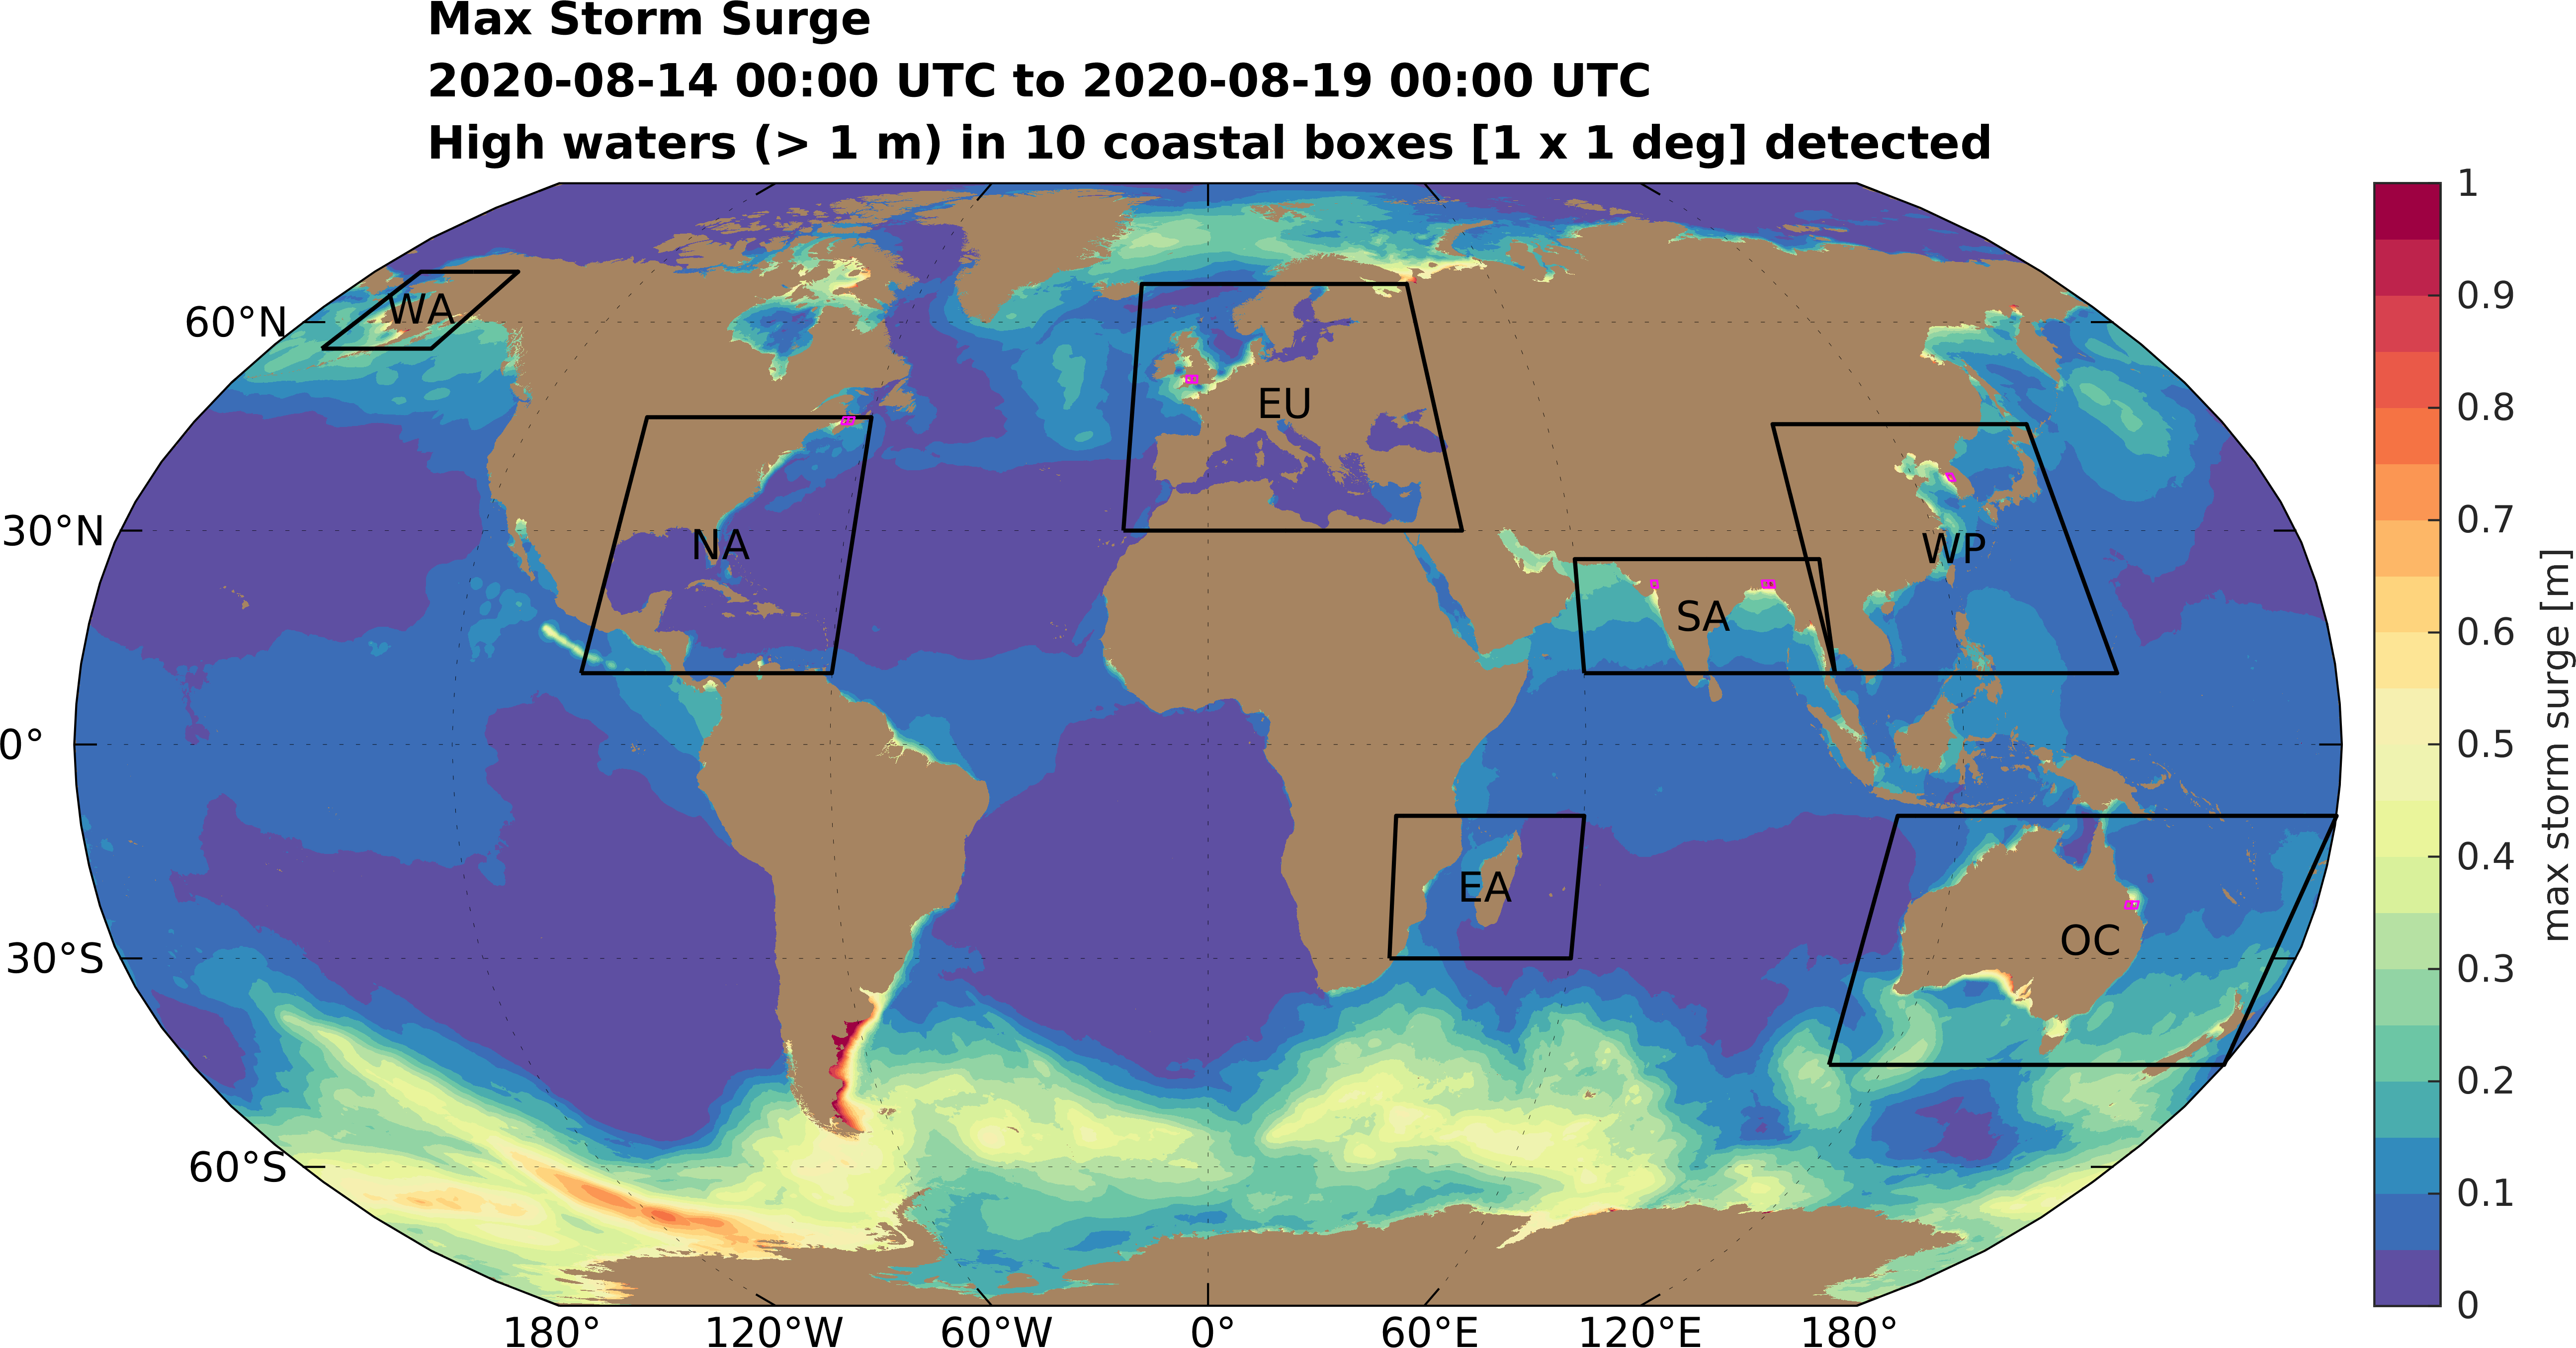 Max Storm Surge
2020-08-14 00:00 UTC to 2020-08-19 00:00 UTC
High waters (> 1 m) in 10 coastal boxes [1 x 1 deg] detected
60°N
30°N
0°
30°S
60°S
WA
NA
EU
SA
WP
EA
OC
180°
120°W
60°W
0°
60°E
120°E
180°
1
0.9
0.8
0.7
0.6
0.5
0.4
0.3
0.2
0.1
0
max storm surge [m]